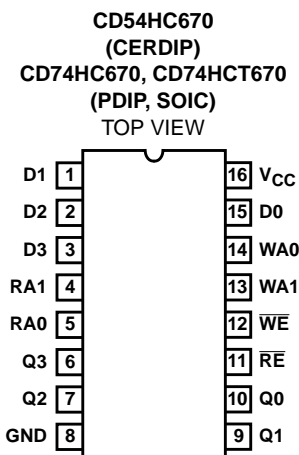 CD54HC670
(CERDIP)
CD74HC670, CD74HCT670
(PDIP, SOIC)
TOP VIEW
D1 1 16 VCC
D2 2 15 D0
D3 3 14 WA0
RA1 4 13 WA1
RA0 5 12 W̅E̅
Q3 6 11 R̅E̅
Q2 7 10 Q0
GND 8 9 Q1